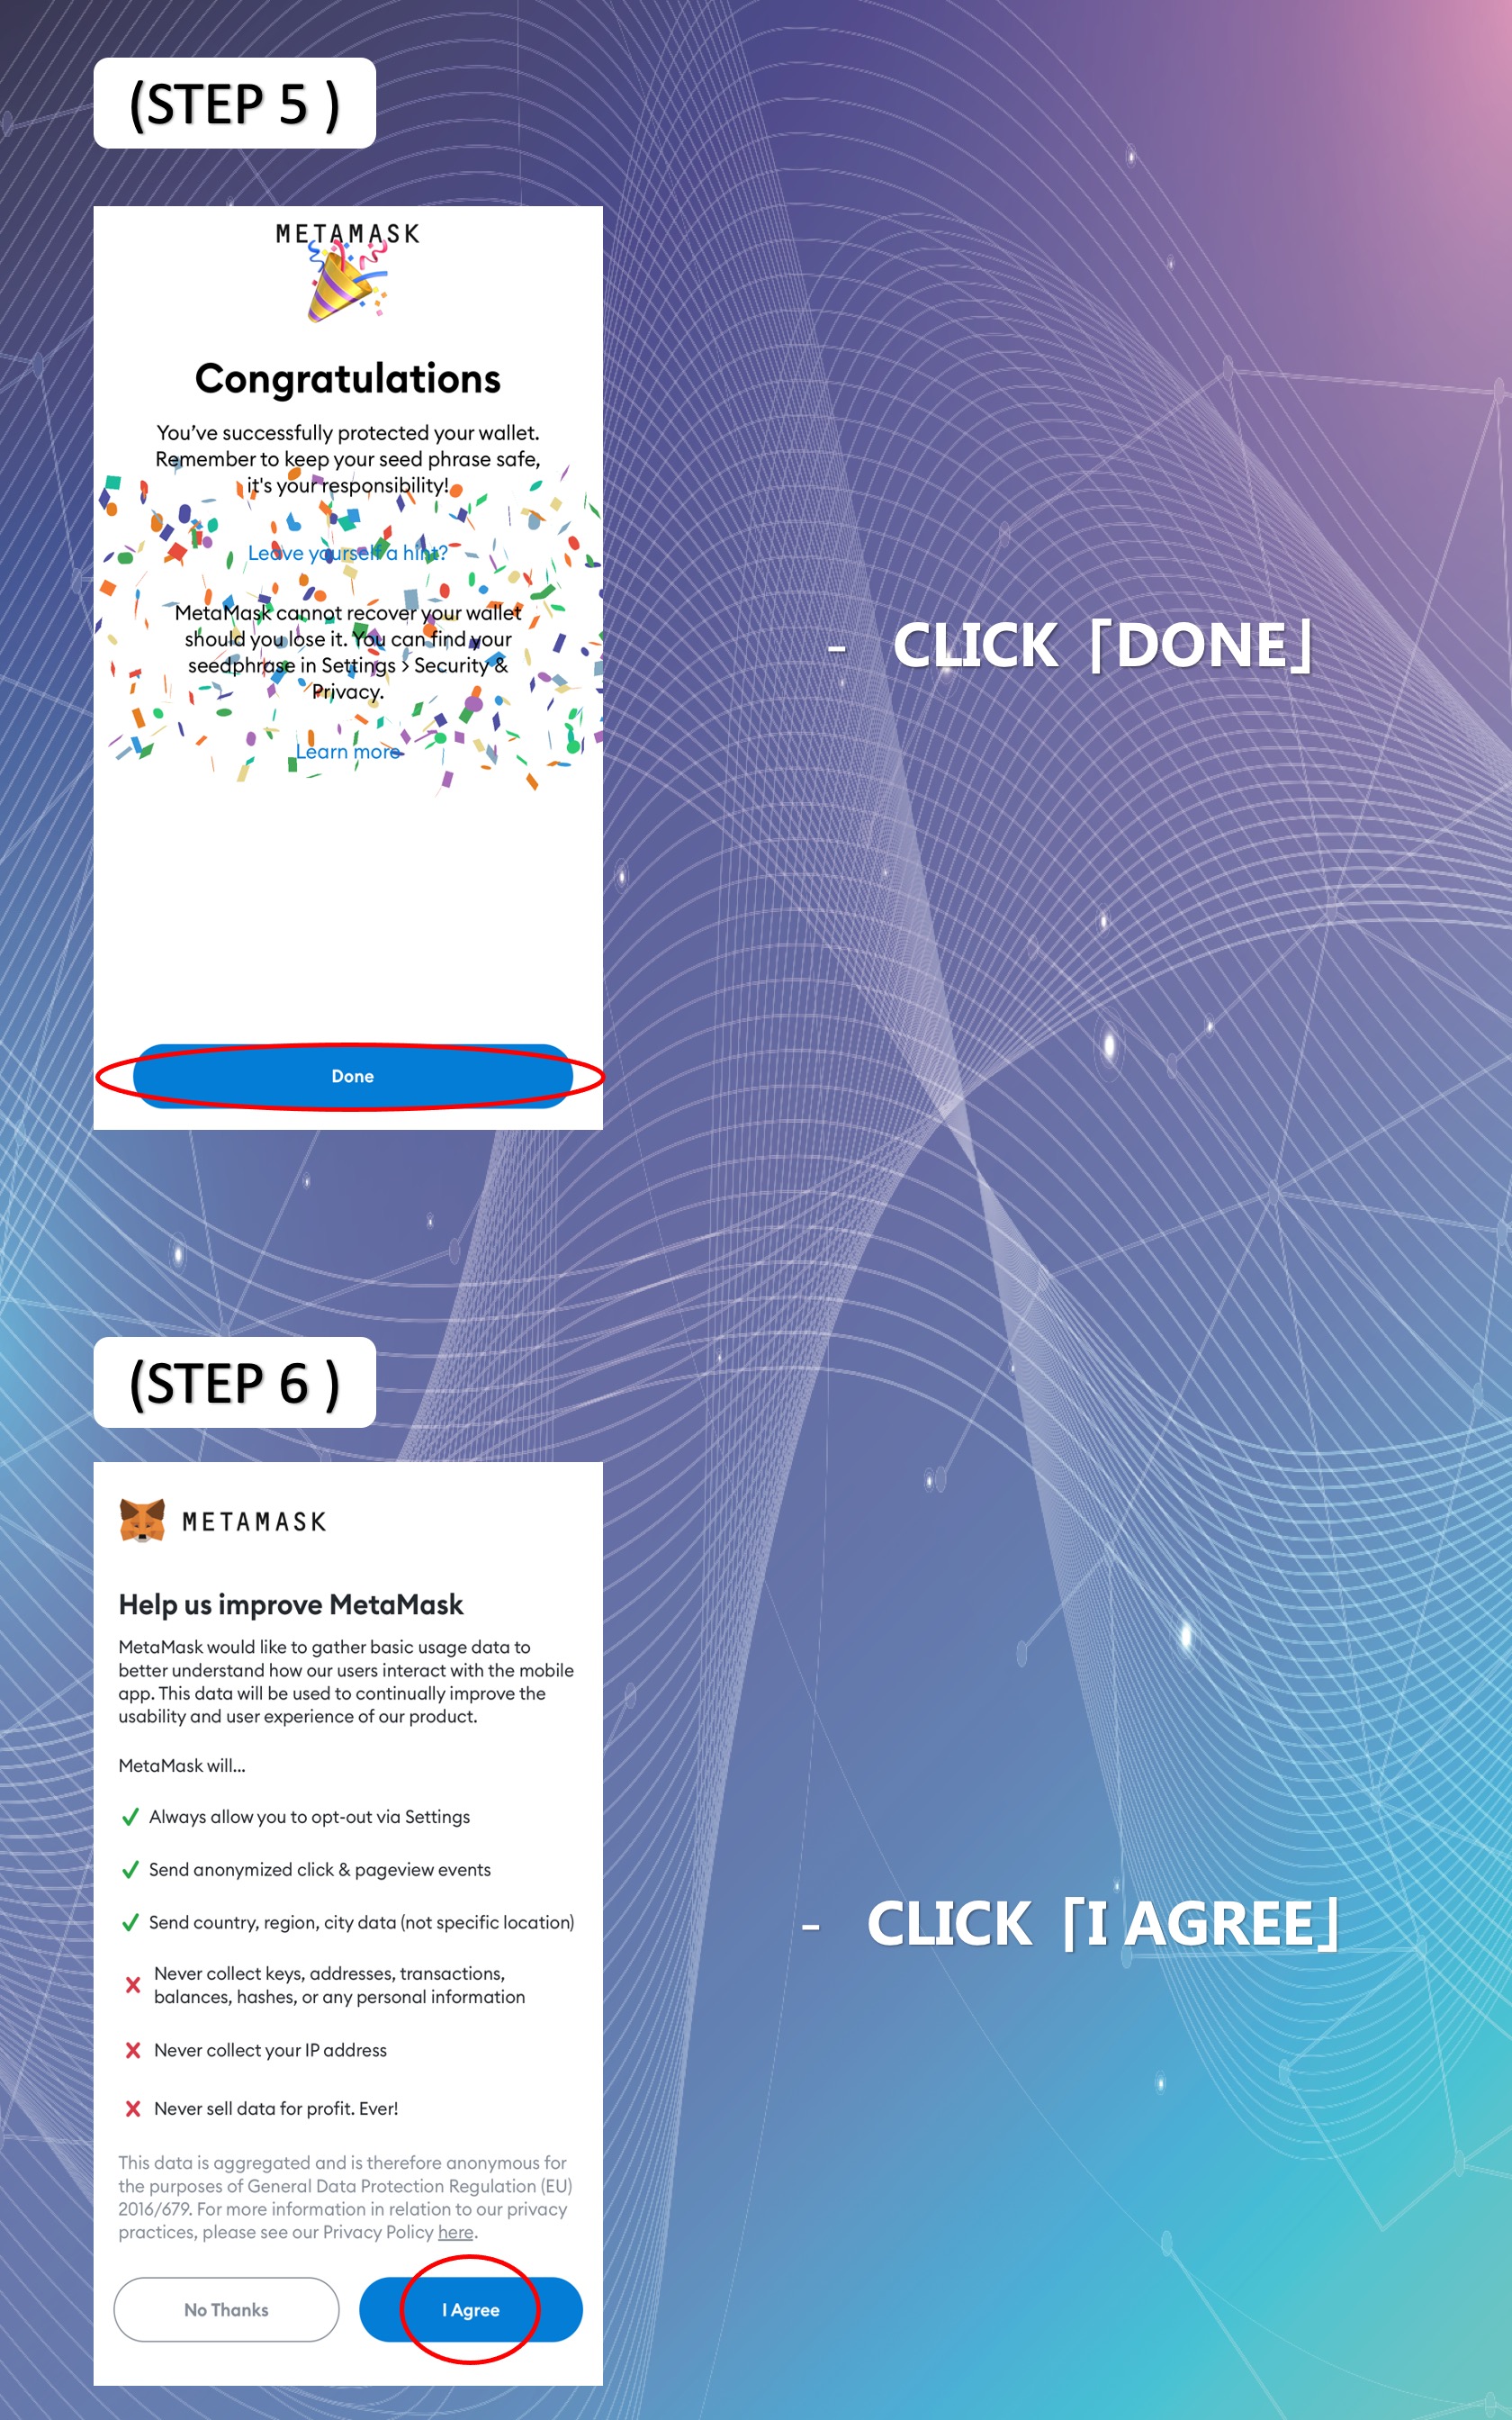 (STEP 5 )
METAMASK
Congratulations
You’ve successfully protected your wallet.
Remember to keep your seed phrase safe,
it's your responsibility!
Leave yourself a hint?
MetaMask cannot recover your wallet
should you lose it. You can find your
seedphrase in Settings > Security &
Privacy.
Learn more
Done
- CLICK「DONE」
(STEP 6 )
METAMASK
Help us improve MetaMask
MetaMask would like to gather basic usage data to
better understand how our users interact with the mobile
app. This data will be used to continually improve the
usability and user experience of our product.
MetaMask will...
✓ Always allow you to opt-out via Settings
✓ Send anonymized click & pageview events
✓ Send country, region, city data (not specific location)
✗ Never collect keys, addresses, transactions,
balances, hashes, or any personal information
✗ Never collect your IP address
✗ Never sell data for profit. Ever!
This data is aggregated and is therefore anonymous for
the purposes of General Data Protection Regulation (EU)
2016/679. For more information in relation to our privacy
practices, please see our Privacy Policy here.
No Thanks
I Agree
- CLICK「I AGREE」